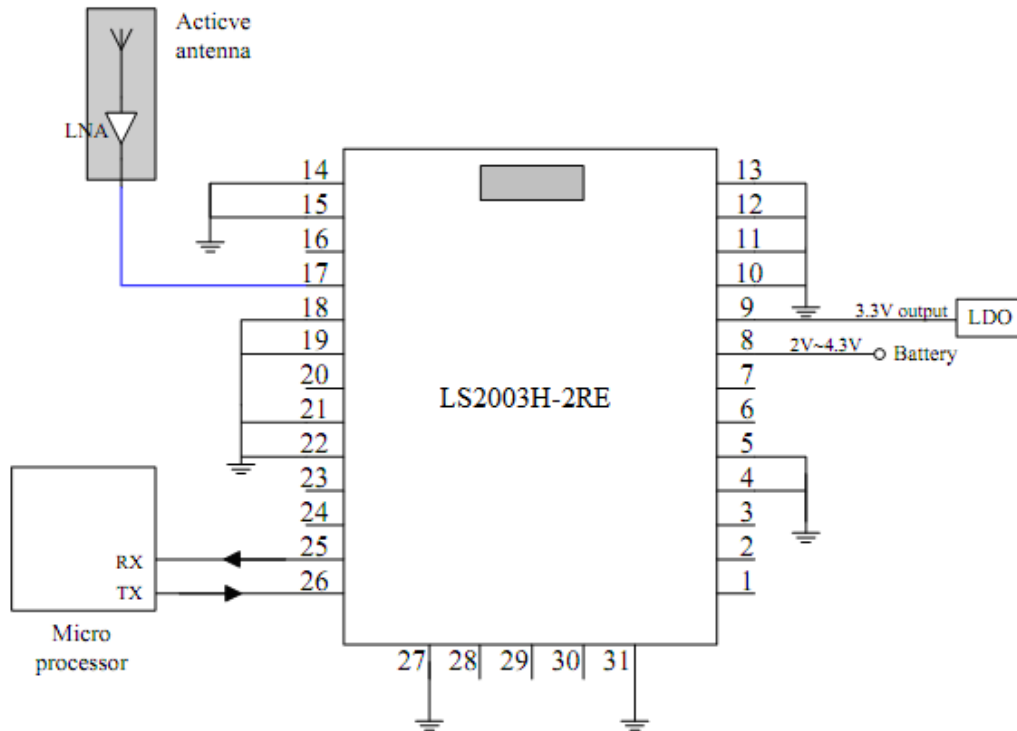 Acticve
antenna
LNA
14
15
16
17
18
19
20
21
22
23
24
25
26
13
12
11
10
9
8
7
6
5
4
3
2
1
3.3V output
LDO
2V~4.3V
Battery
LS2003H-2RE
RX
TX
Micro
processor
27
28
29
30
31